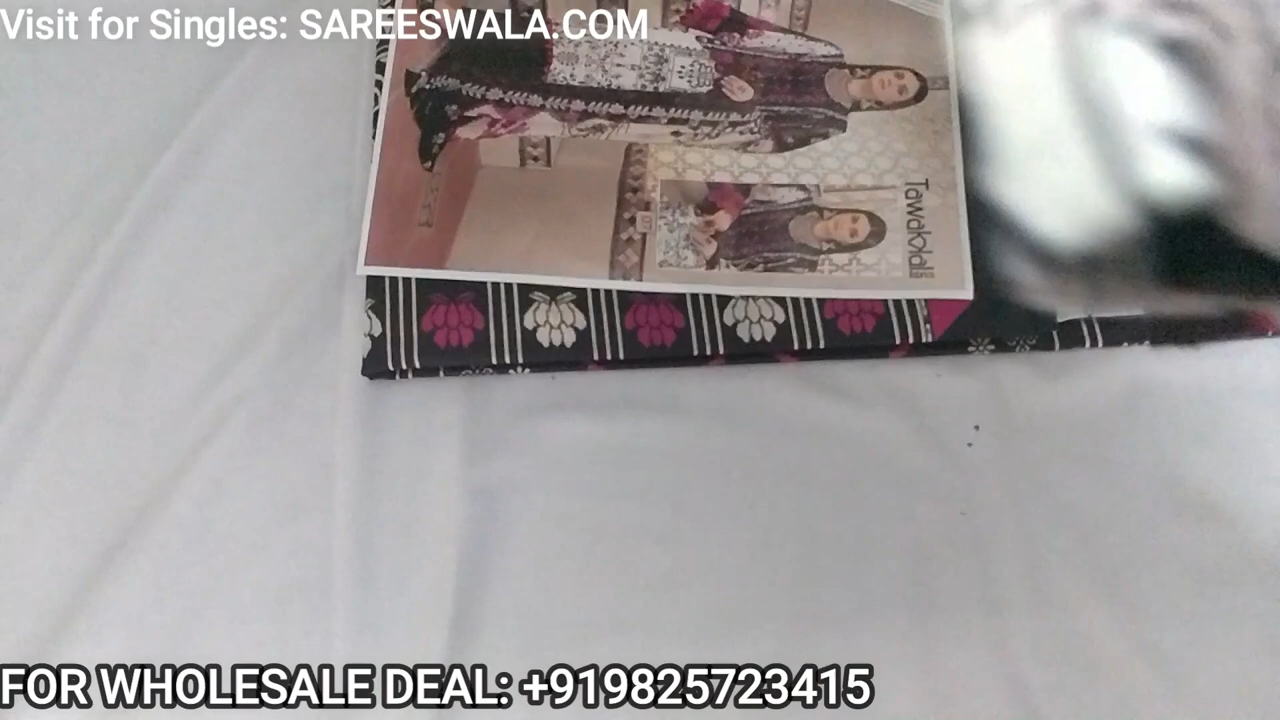 Visit for Singles: SAREESWALA.COM
Tawakkal
FOR WHOLESALE DEAL: +919825723415